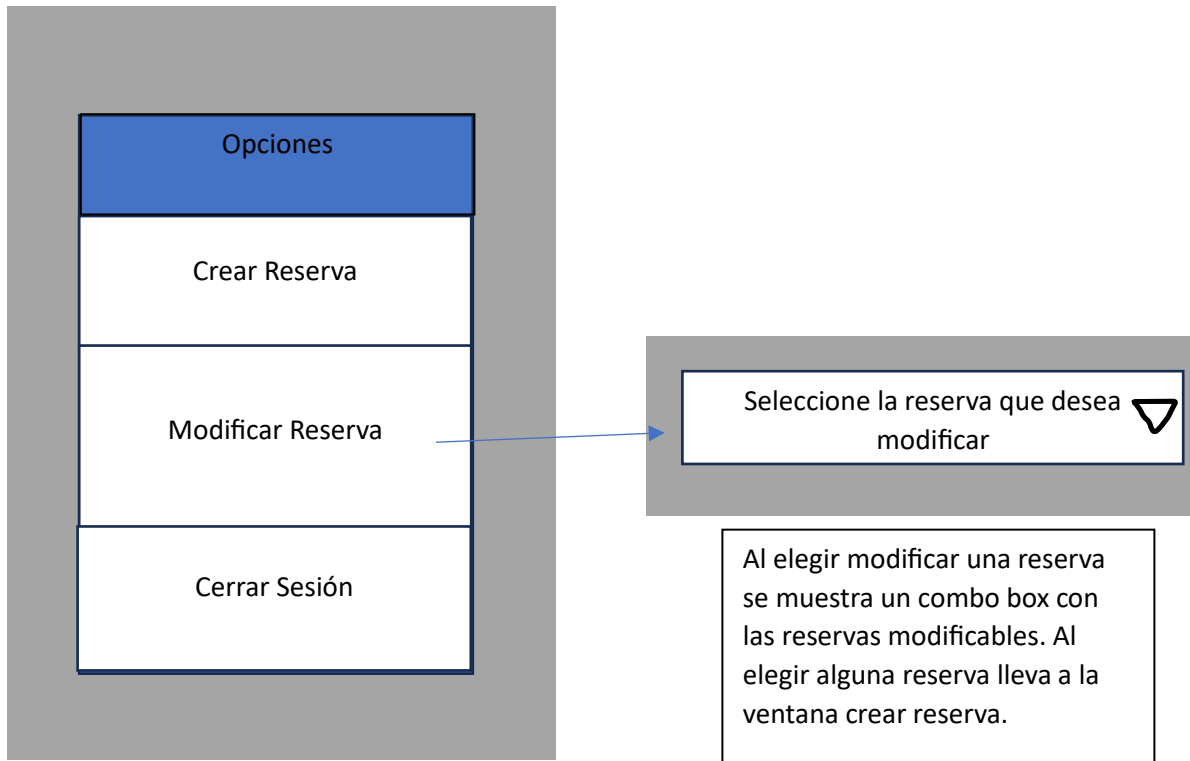 Opciones
Crear Reserva
Modificar Reserva
Cerrar Sesión
Seleccione la reserva que desea
modificar
Al elegir modificar una reserva
se muestra un combo box con
las reservas modificables. Al
elegir alguna reserva lleva a la
ventana crear reserva.